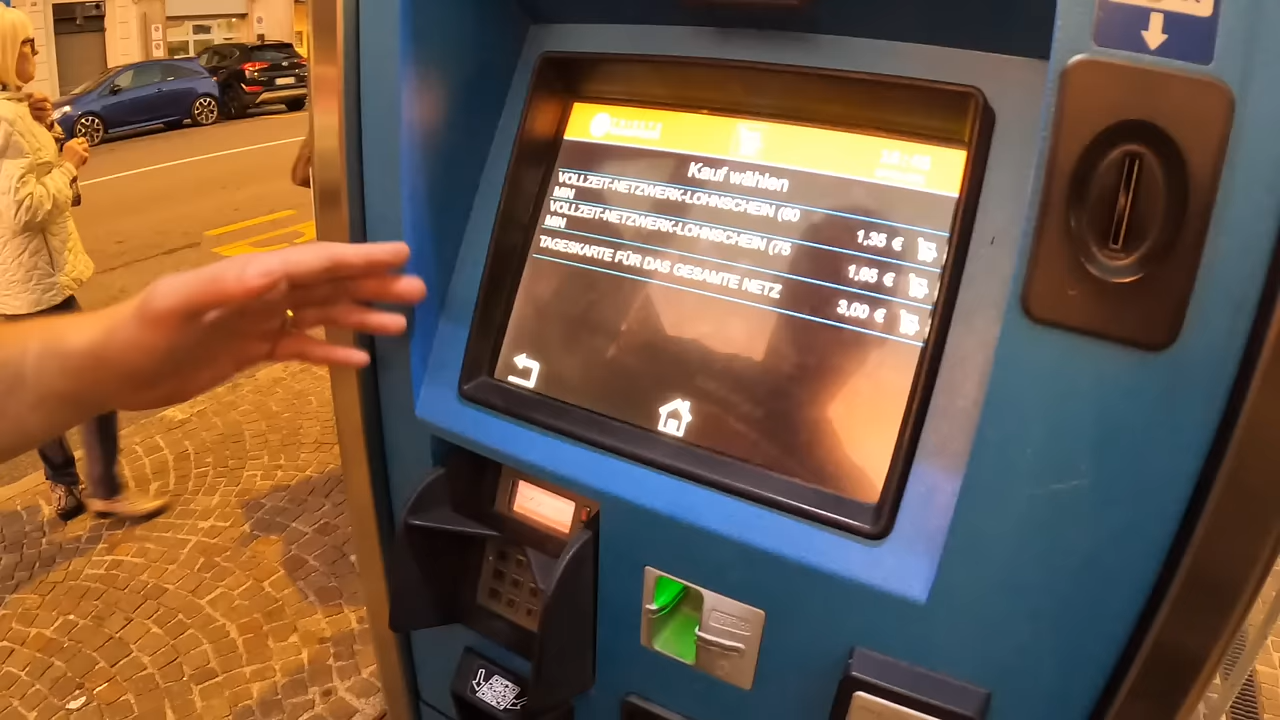 TRIESTE
Kauf wählen
VOLLZEIT-NETZWERK-LOHNSCHEIN (60
MIN
1,35 €
VOLLZEIT-NETZWERK-LOHNSCHEIN (75
MIN
1,65 €
TAGESKARTE FÜR DAS GESAMTE NETZ
3,00 €